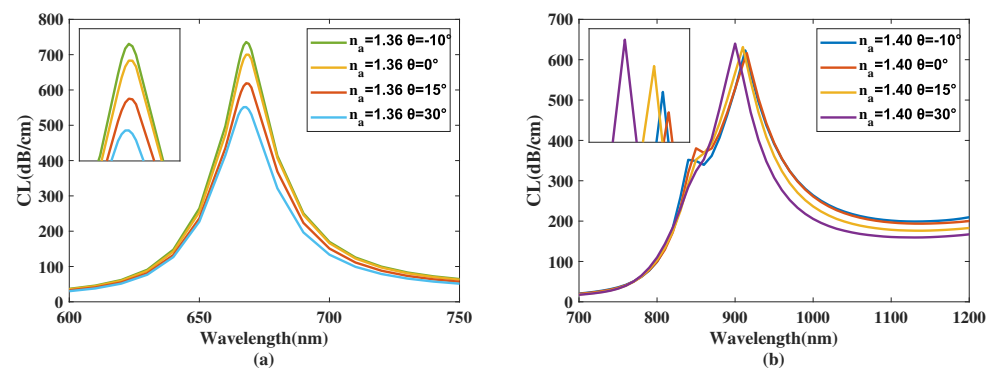 800
700
600
500
400
300
200
100
0
CL(dB/cm)
600
650
700
750
Wavelength(nm)
(a)
n_a=1.36 θ=-10°
n_a=1.36 θ=0°
n_a=1.36 θ=15°
n_a=1.36 θ=30°
700
600
500
400
300
200
100
0
CL(dB/cm)
700
800
900
1000
1100
1200
Wavelength(nm)
(b)
n_a=1.40 θ=-10°
n_a=1.40 θ=0°
n_a=1.40 θ=15°
n_a=1.40 θ=30°